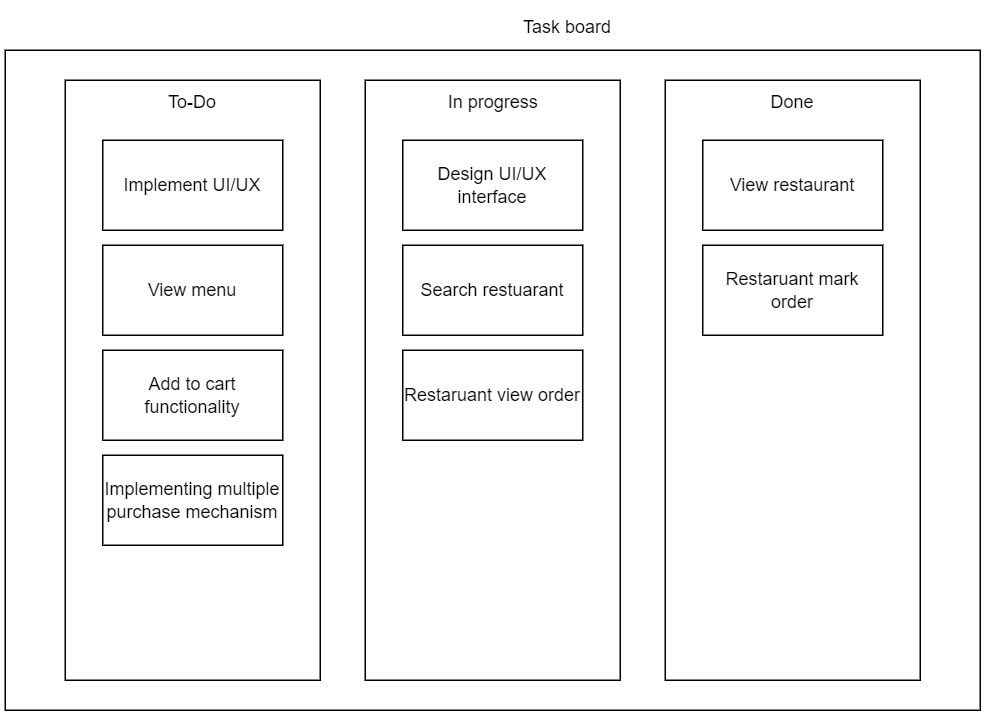 Task board
To-Do
Implement UI/UX
View menu
Add to cart
functionality
Implementing multiple
purchase mechanism
In progress
Design UI/UX
interface
Search restuarant
Restaruant view order
Done
View restaurant
Restaruant mark
order